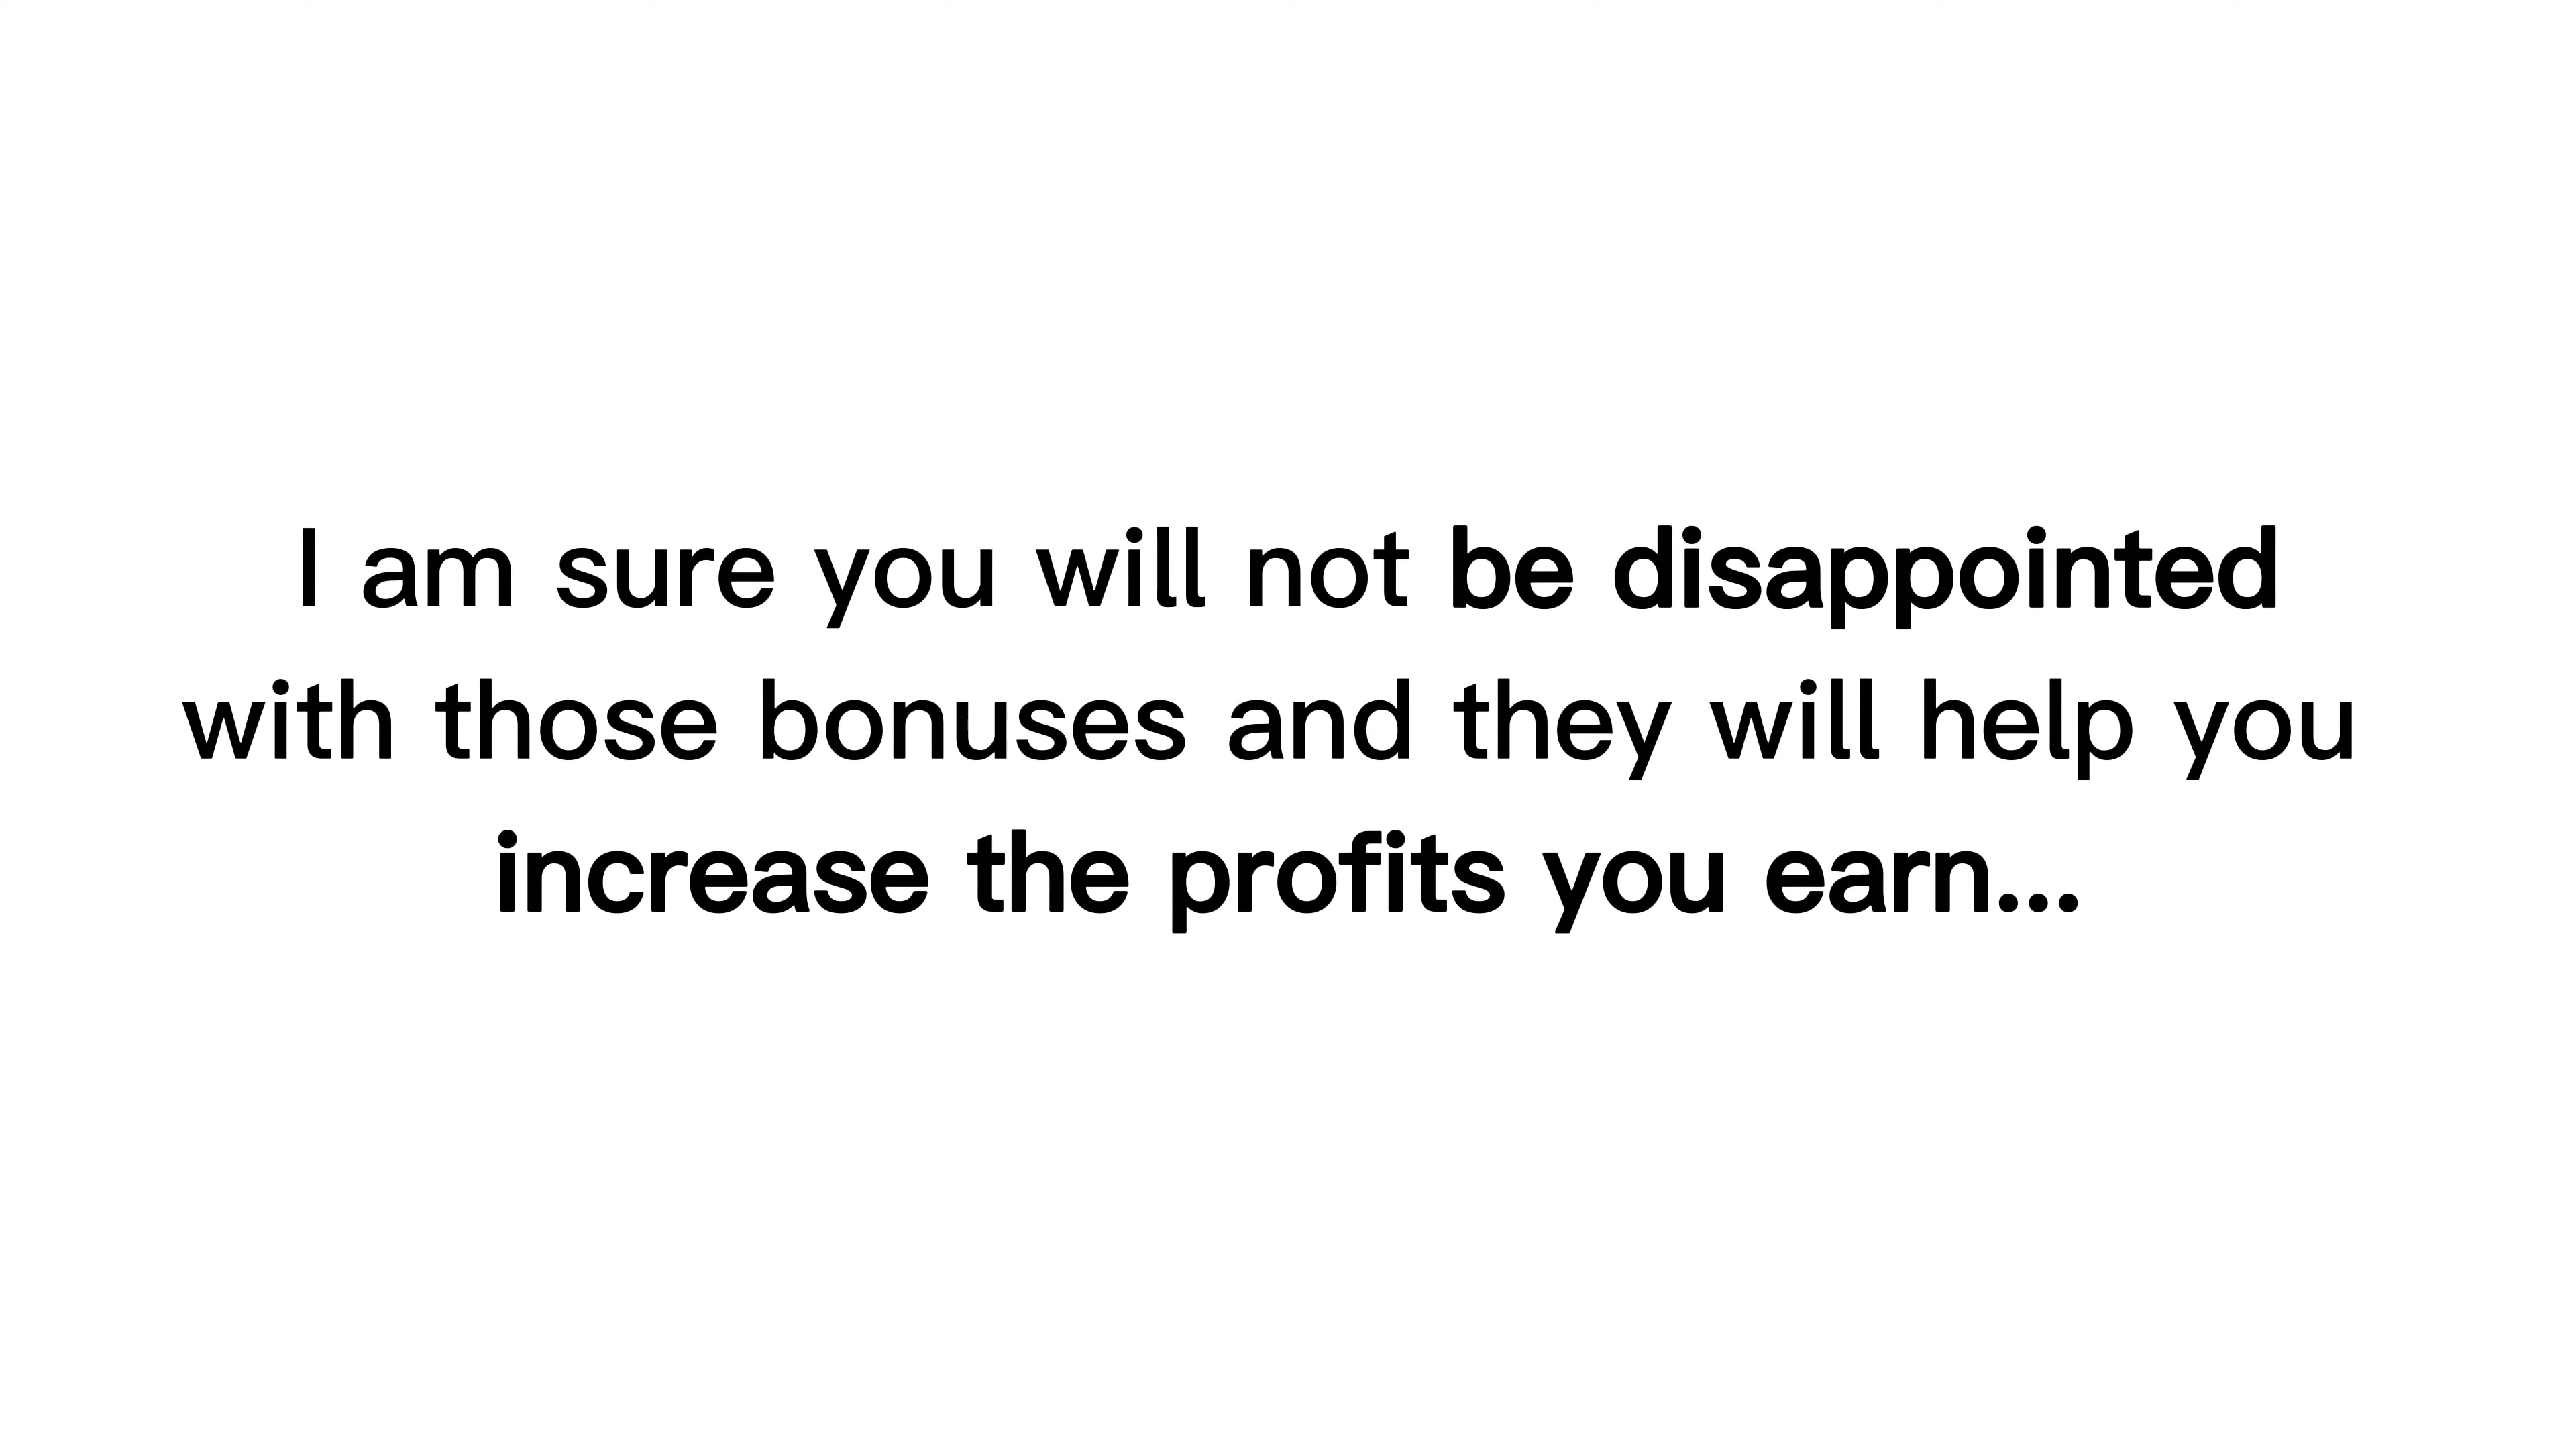 I am sure you will not be disappointed
with those bonuses and they will help you
increase the profits you earn...